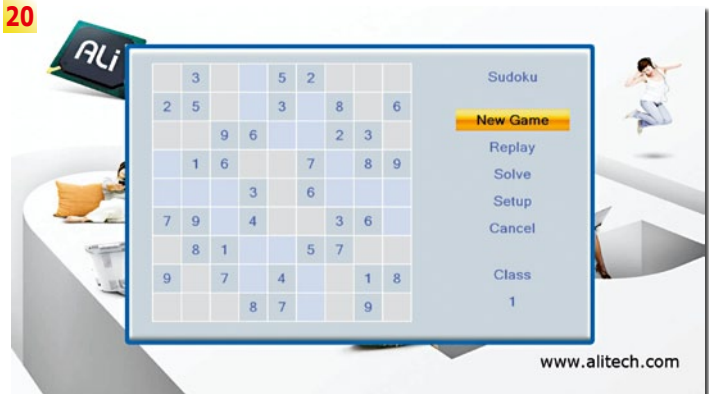 20
ALi
3 5 2
2 5 3 8 6
9 6 2 3
1 6 7 8 9
3 6
7 9 4 3 6
8 1 5 7
9 7 4 1 8
8 7 9
Sudoku
New Game
Replay
Solve
Setup
Cancel
Class
1
www.alitech.com